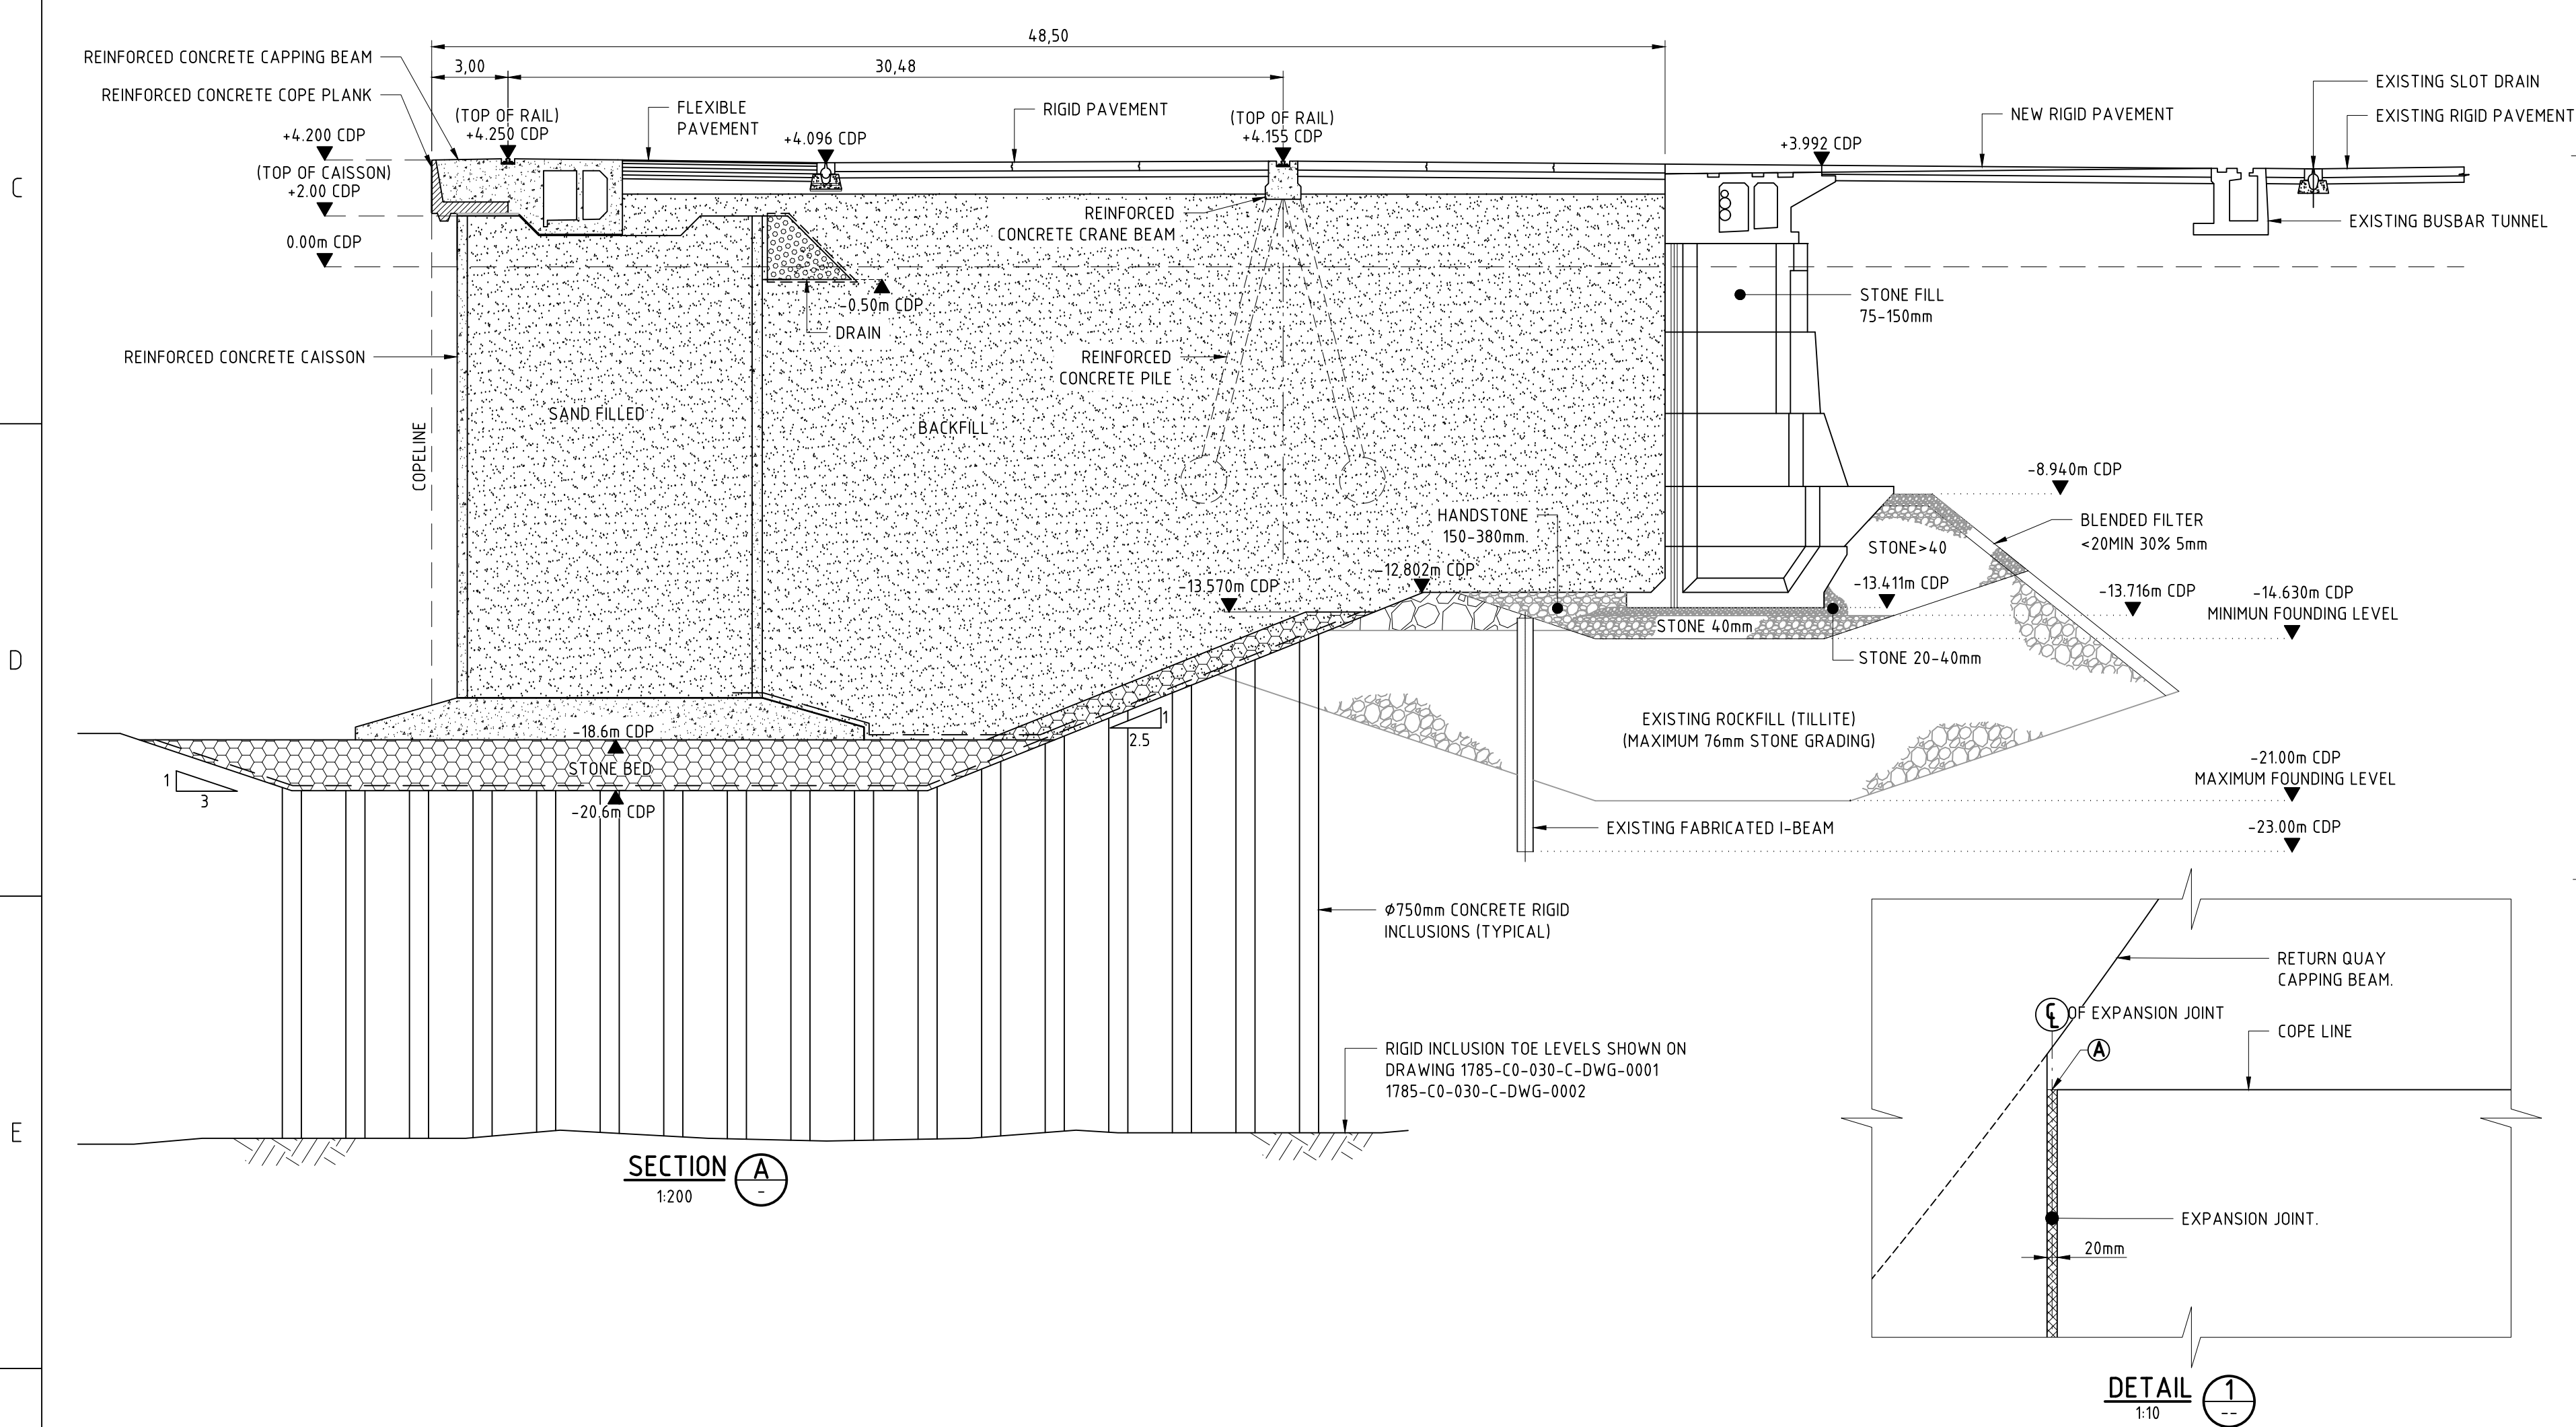 48,50
3,00
30,48
REINFORCED CONCRETE CAPPING BEAM
REINFORCED CONCRETE COPE PLANK
+4.200 CDP
(TOP OF CAISSON)
+2.00 CDP
0.00m CDP
(TOP OF RAIL)
+4.250 CDP
FLEXIBLE
PAVEMENT
+4.096 CDP
RIGID PAVEMENT
(TOP OF RAIL)
+4.155 CDP
+3.992 CDP
NEW RIGID PAVEMENT
EXISTING SLOT DRAIN
EXISTING RIGID PAVEMENT
EXISTING BUSBAR TUNNEL
C
REINFORCED
CONCRETE CRANE BEAM
-0.50m CDP
DRAIN
STONE FILL
75-150mm
REINFORCED CONCRETE CAISSON
REINFORCED
CONCRETE PILE
SAND FILLED
BACKFILL
COPELINE
-8.940m CDP
HANDSTONE
150-380mm
BLENDED FILTER
<20MIN 30% 5mm
STONE>40
-13.570m CDP
-12,802m CDP
-13.411m CDP
-13.716m CDP
-14.630m CDP
MINIMUN FOUNDING LEVEL
STONE 40mm
STONE 20-40mm
D
1
2.5
EXISTING ROCKFILL (TILLITE)
(MAXIMUM 76mm STONE GRADING)
-18.6m CDP
STONE BED
-20.6m CDP
1
3
-21.00m CDP
MAXIMUM FOUNDING LEVEL
EXISTING FABRICATED I-BEAM
-23.00m CDP
Ø750mm CONCRETE RIGID
INCLUSIONS (TYPICAL)
RIGID INCLUSION TOE LEVELS SHOWN ON
DRAWING 1785-C0-030-C-DWG-0001
1785-C0-030-C-DWG-0002
E
SECTION A
1:200 -
RETURN QUAY
CAPPING BEAM.
CL OF EXPANSION JOINT
COPE LINE
A
EXPANSION JOINT.
20mm
DETAIL 1
1:10 --